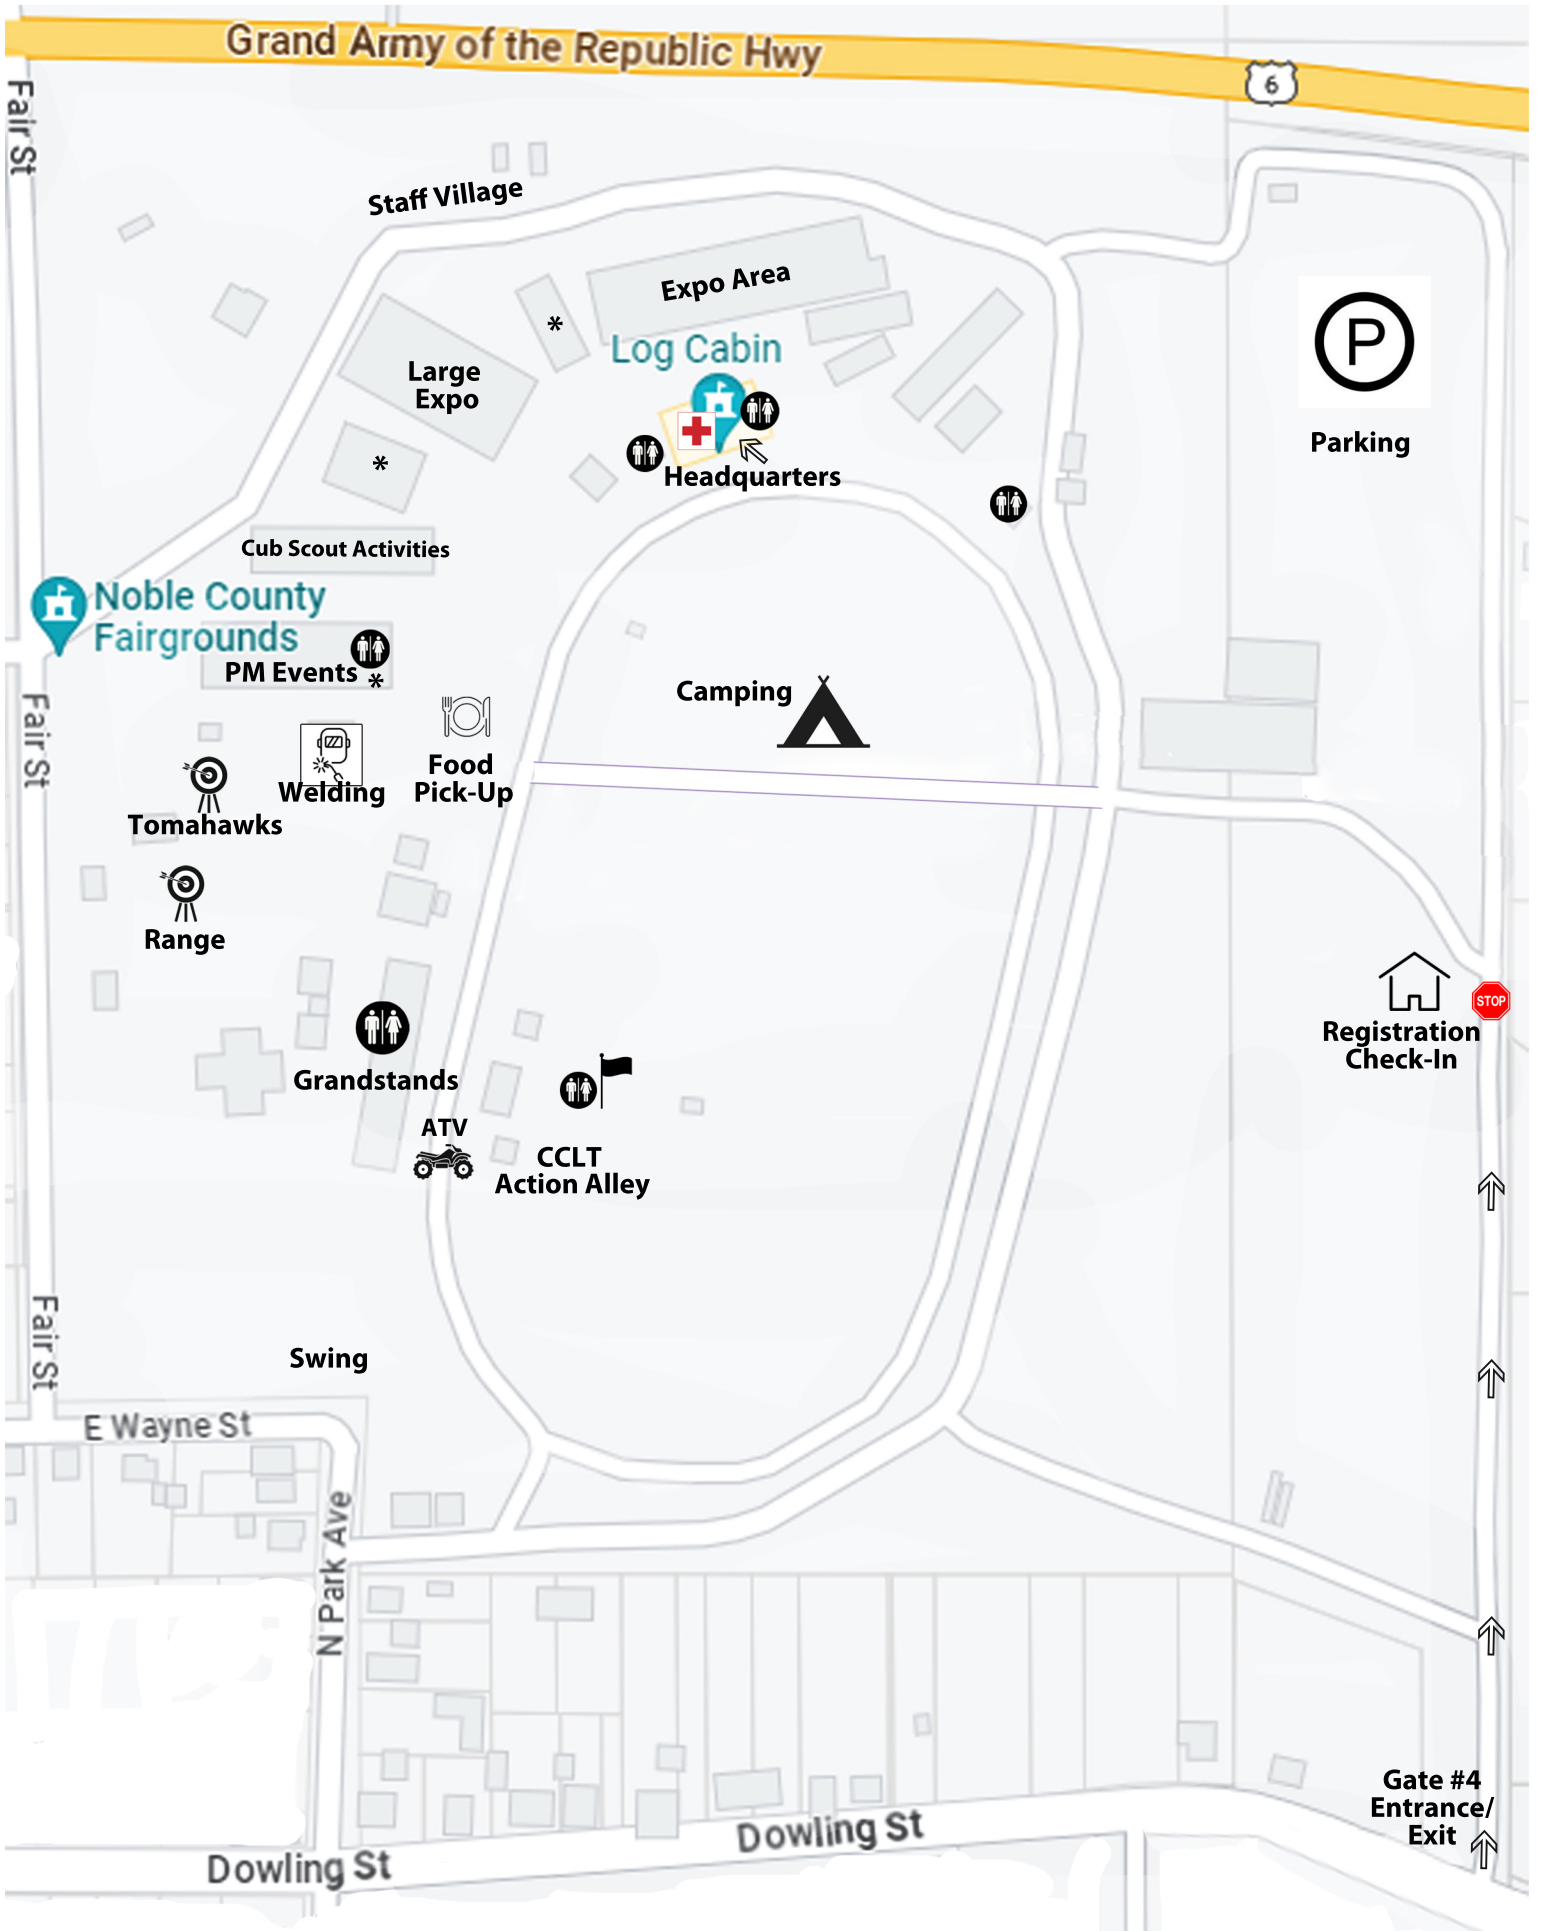 Grand Army of the Republic Hwy
6
Fair St
Staff Village
Expo Area
*
Log Cabin
Large
Expo
P
Parking
*
Headquarters
Cub Scout Activities
Noble County
Fairgrounds
PM Events
*
Camping
Fair St
Food
Pick-Up
Welding
Tomahawks
Range
STOP
Registration
Check-In
Grandstands
ATV
CCLT
Action Alley
Fair St
Swing
E Wayne St
N Park Ave
Gate #4
Entrance/
Exit
Dowling St
Dowling St